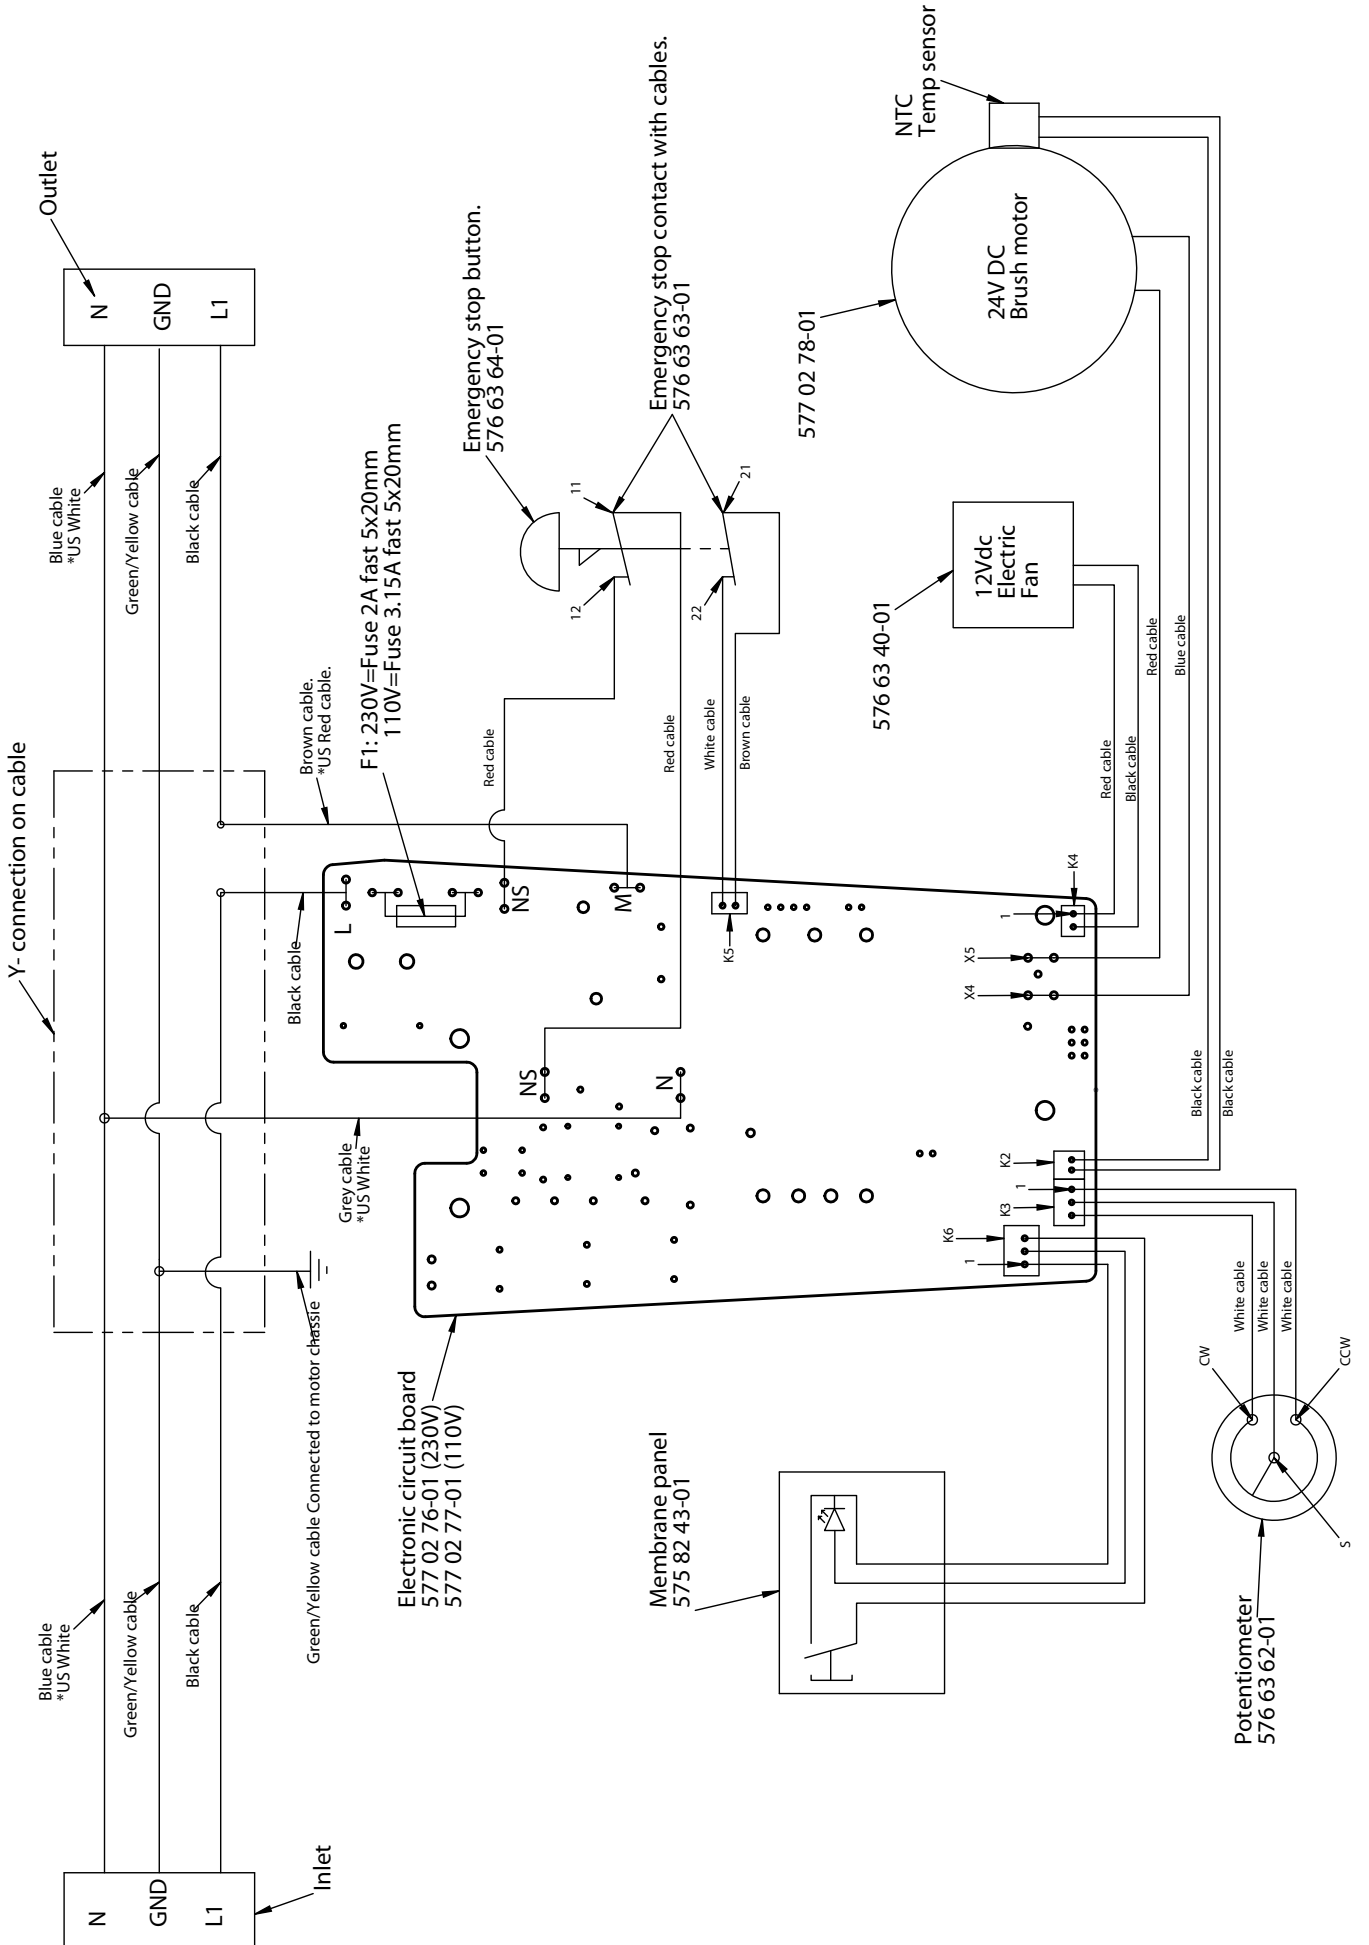 Y- connection on cable
Inlet
N
GND
L1
Outlet
N
GND
L1
Blue cable
*US White
Green/Yellow cable
Black cable
Blue cable
*US White
Green/Yellow cable
Black cable
Green/Yellow cable Connected to motor chassie
Grey cable
*US White
Black cable
Brown cable.
*US Red cable.
F1: 230V=Fuse 2A fast 5x20mm
110V=Fuse 3.15A fast 5x20mm
Emergency stop button.
576 63 64-01
Emergency stop contact with cables.
576 63 63-01
11
12
21
22
Red cable
Red cable
White cable
Brown cable
L
NS
M
NS
N
K5
Electronic circuit board
577 02 76-01 (230V)
577 02 77-01 (110V)
Membrane panel
575 82 43-01
Potentiometer
576 63 62-01
CW
CCW
S
White cable
White cable
White cable
K6
1
K3
1
K2
X4
X5
1
K4
Black cable
Black cable
Red cable
Black cable
Red cable
Blue cable
576 63 40-01
12Vdc
Electric
Fan
577 02 78-01
24V DC
Brush motor
NTC
Temp sensor